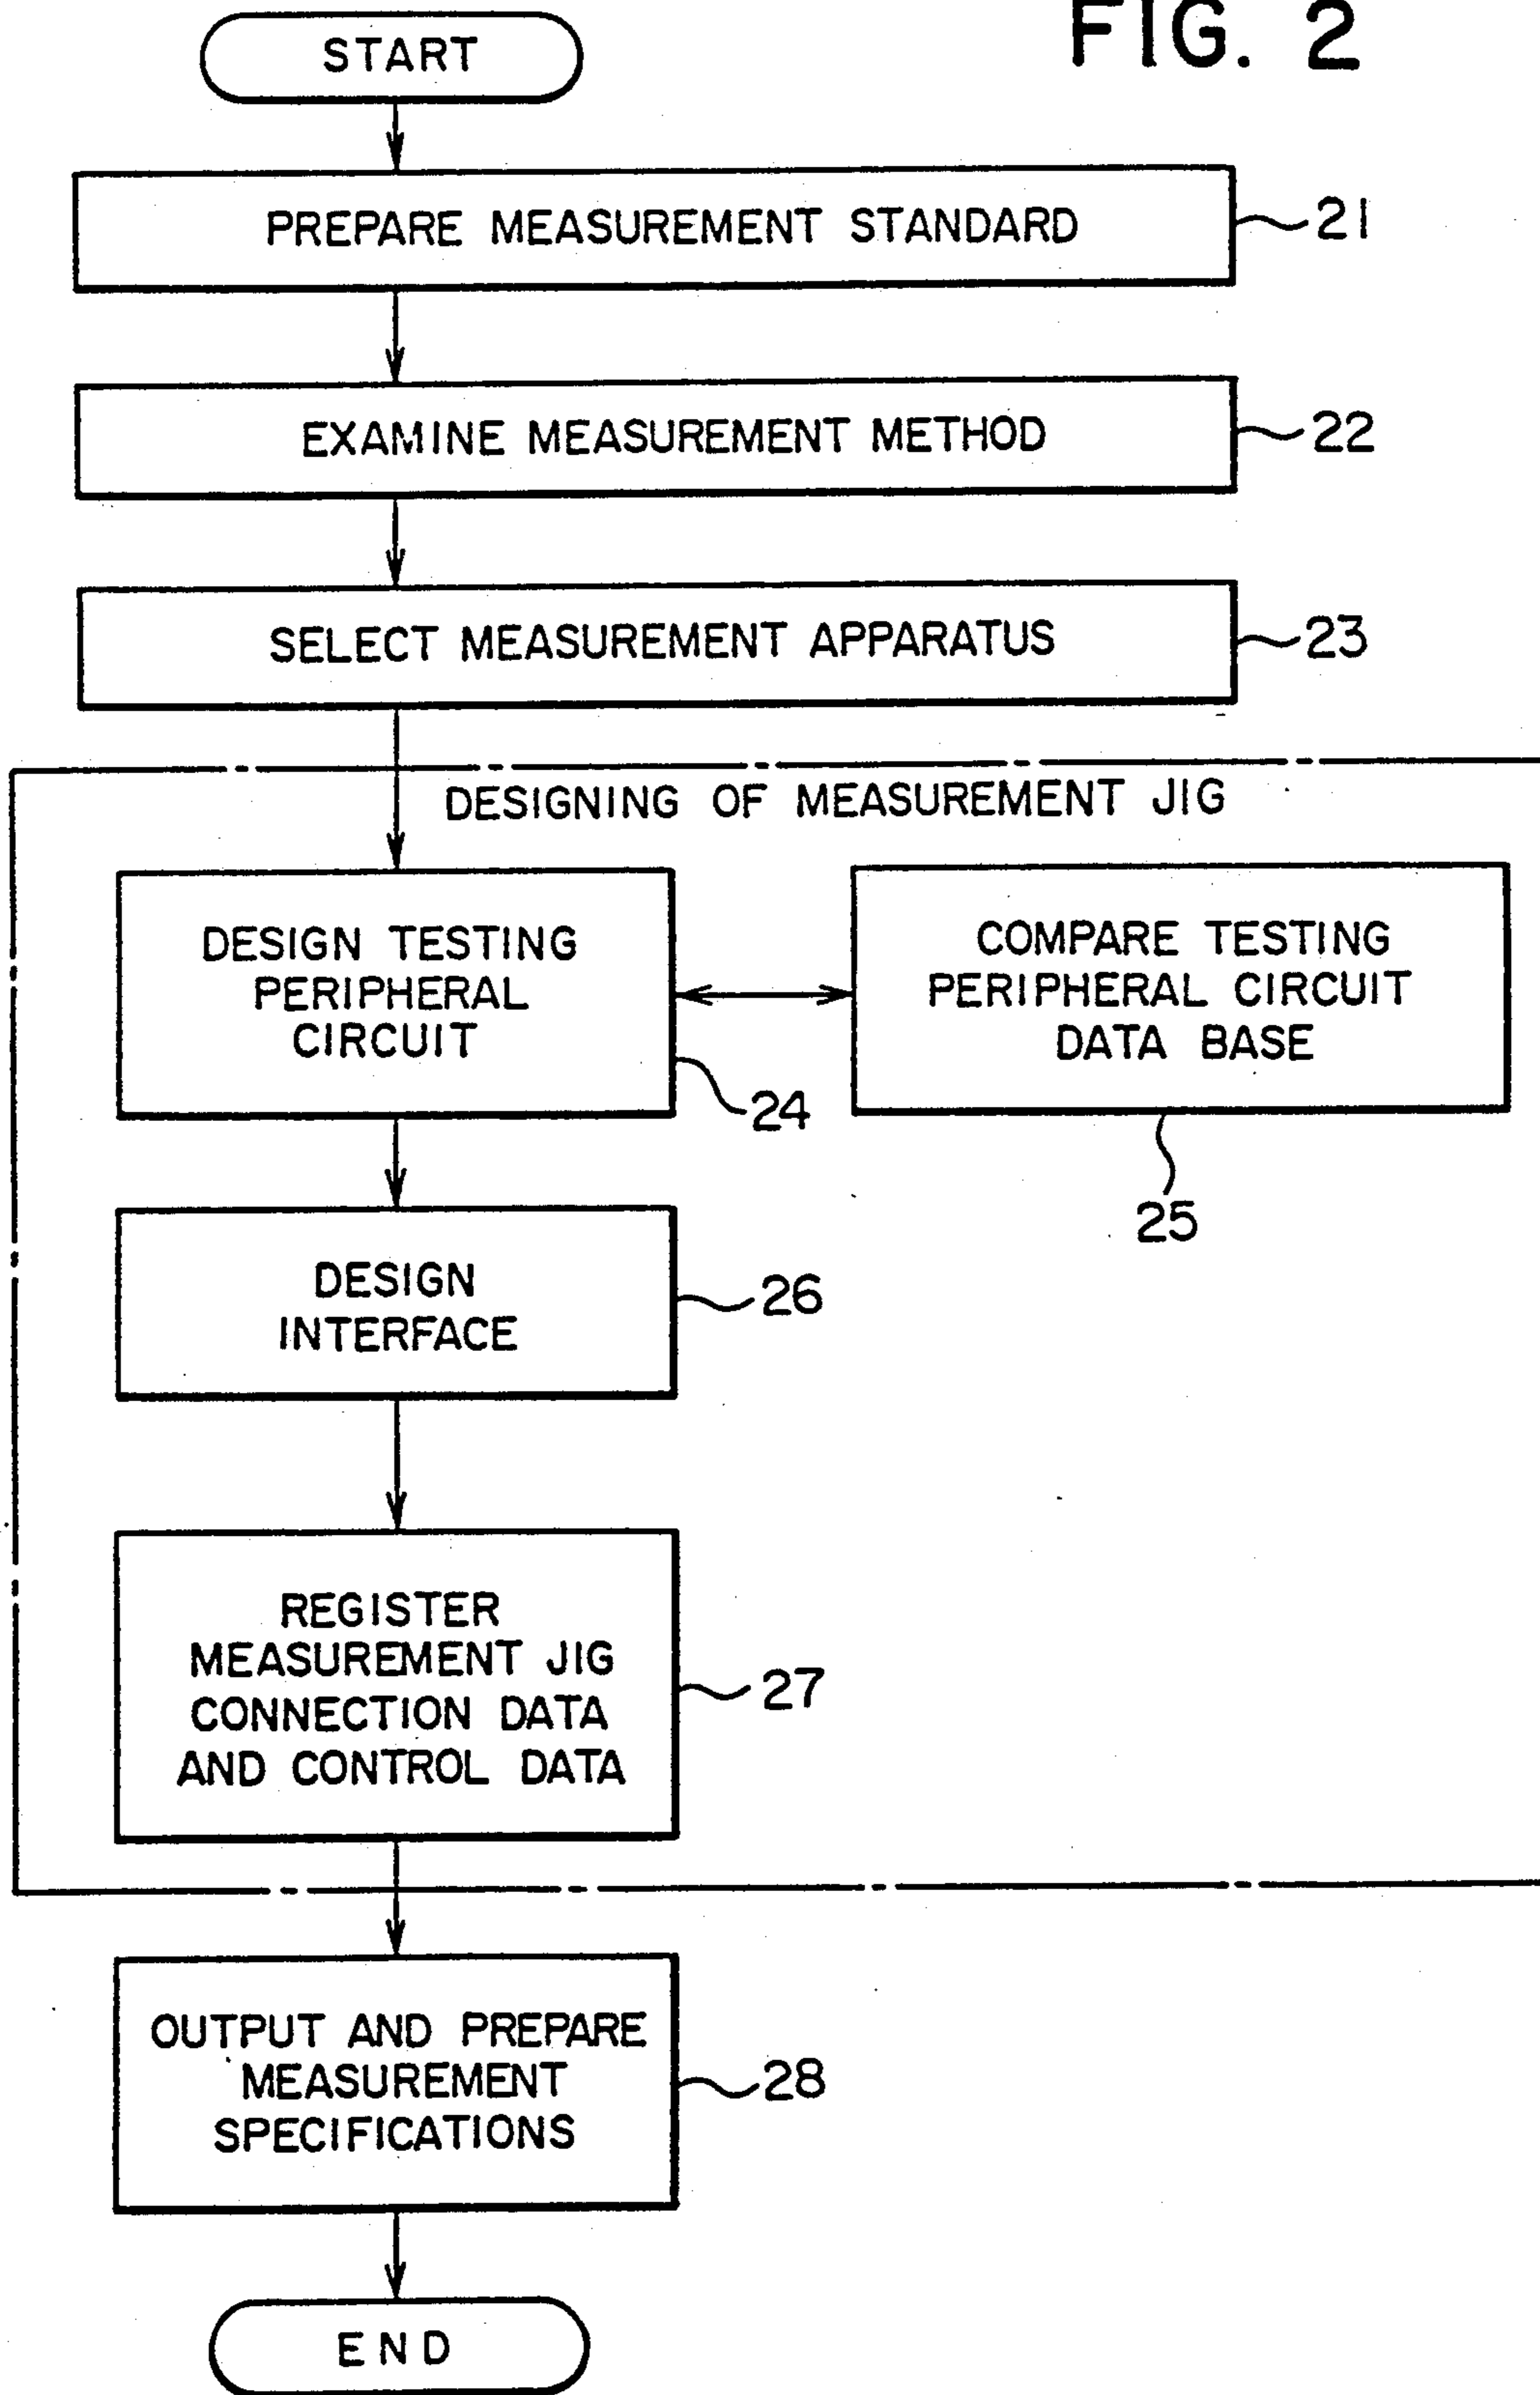 FIG. 2
START
PREPARE MEASUREMENT STANDARD
21
EXAMINE MEASUREMENT METHOD
22
SELECT MEASUREMENT APPARATUS
23
DESIGNING OF MEASUREMENT JIG
DESIGN TESTING
PERIPHERAL
CIRCUIT
24
COMPARE TESTING
PERIPHERAL CIRCUIT
DATA BASE
25
DESIGN
INTERFACE
26
REGISTER
MEASUREMENT JIG
CONNECTION DATA
AND CONTROL DATA
27
OUTPUT AND PREPARE
MEASUREMENT
SPECIFICATIONS
28
END